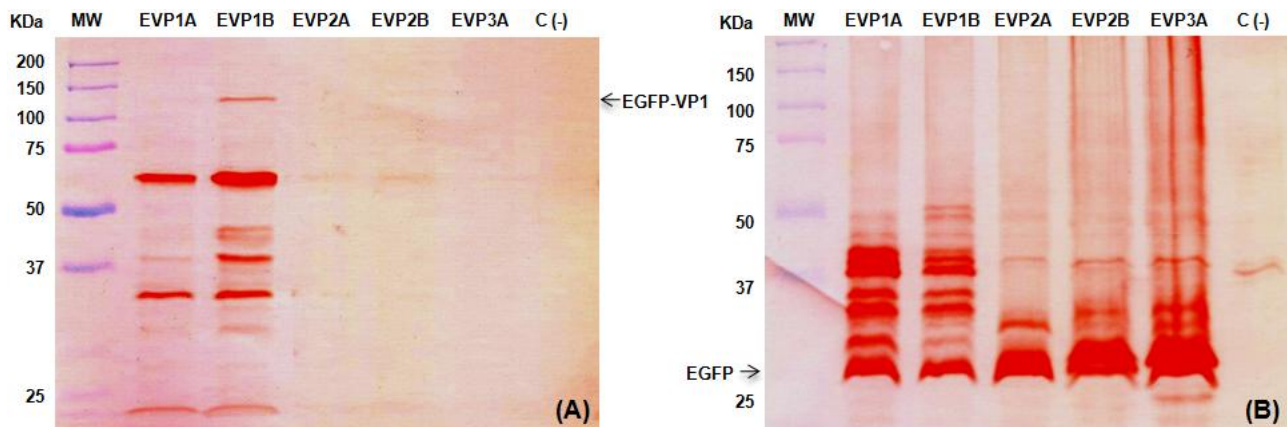 KDa MW EVP1A EVP1B EVP2A EVP2B EVP3A C (-)
200
150
100
75
50
37
25
EGFP-VP1
(A)
KDa MW EVP1A EVP1B EVP2A EVP2B EVP3A C (-)
150
100
75
50
37
EGFP
25
(B)